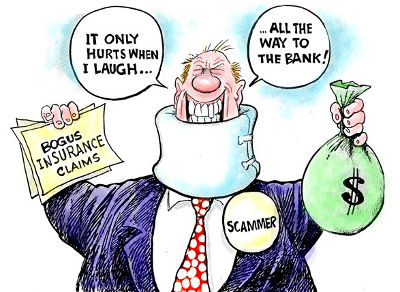 IT ONLY
HURTS WHEN
I LAUGH...
...ALL THE
WAY TO
THE BANK!
BOGUS
INSURANCE
CLAIMS
SCAMMER
$